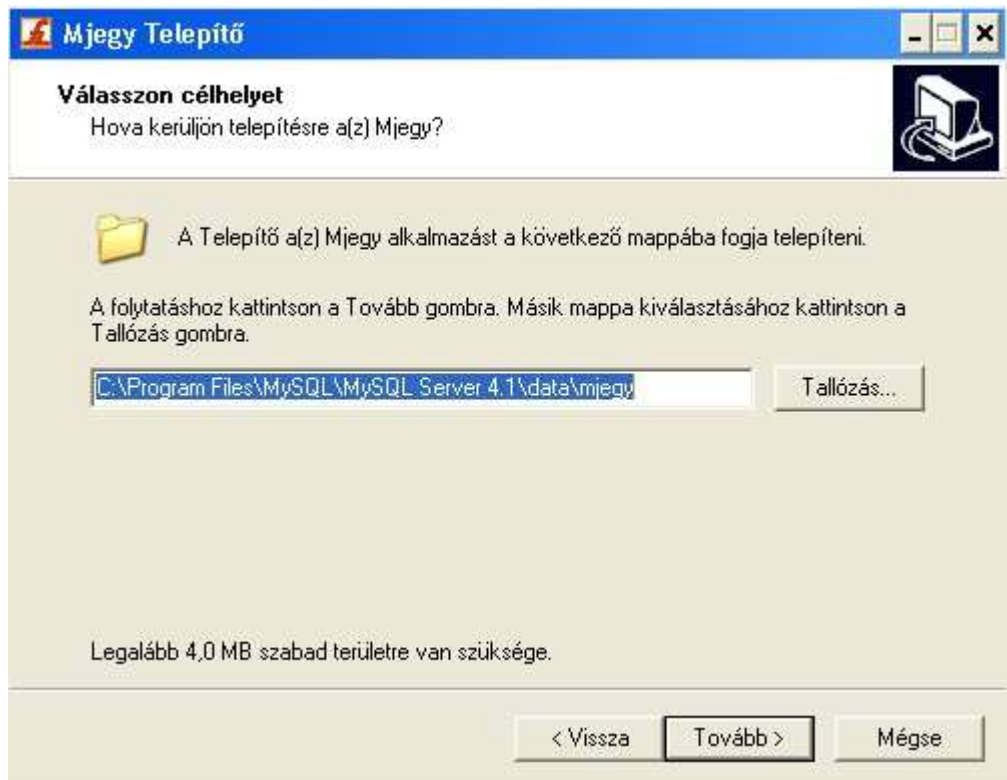 Mjegy Telepítő
Válasszon célhelyet
Hova kerüljön telepítésre a(z) Mjegy?
A Telepítő a(z) Mjegy alkalmazást a következő mappába fogja telepíteni.
A folytatáshoz kattintson a Tovább gombra. Másik mappa kiválasztásához kattintson a
Tallózás gombra.
C:\Program Files\MySQL\MySQL Server 4.1\data\mjegy
Tallózás...
Legalább 4,0 MB szabad területre van szüksége.
< Vissza
Tovább >
Mégse